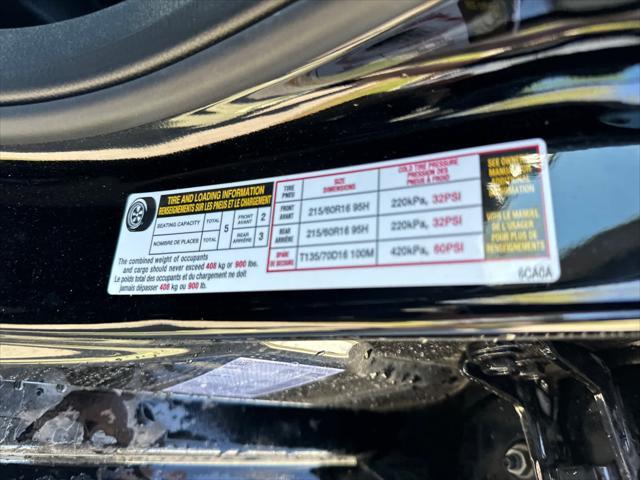 TIRE AND LOADING INFORMATION
RENSEIGNEMENTS SUR LES PNEUS ET LE CHARGEMENT
SEATING CAPACITY TOTAL 5 FRONT AVANT 2
NOMBRE DE PLACES TOTAL REAR ARRIÈRE 3
The combined weight of occupants
and cargo should never exceed 408 kg or 900 lbs.
Le poids total des occupants et du chargement ne doit
jamais dépasser 408 kg ou 900 lb.
TIRE PNEU SIZE DIMENSIONS COLD TIRE PRESSURE PRESSION DES PNEUS À FROID
FRONT AVANT 215/60R16 95H 220kPa, 32PSI
REAR ARRIÈRE 215/60R16 95H 220kPa, 32PSI
SPARE DE SECOURS T135/70D16 100M 420kPa, 60PSI
SEE OWNER
MANUAL
INFORMATION
VOIR LE MANUEL
DE L'USAGER
POUR PLUS DE
6CA0A